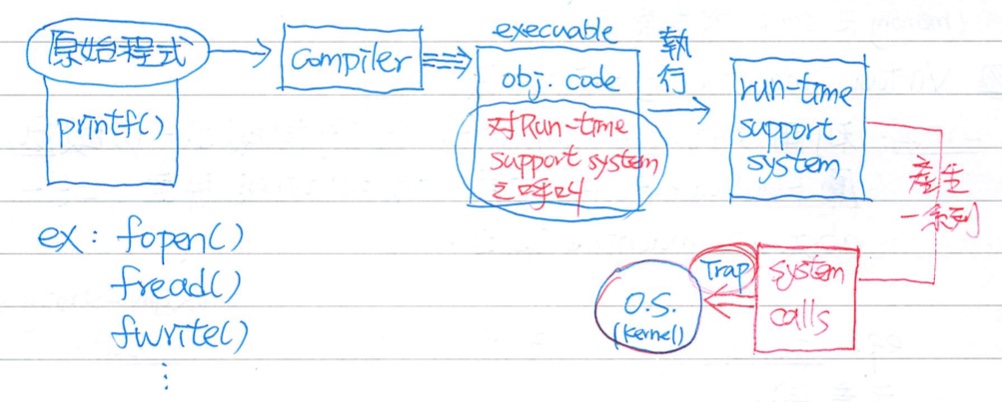 原始程式
printf()
Compiler
execuable
obj. code
对Run-time
support system
之呼叫
執
行
run-time
support
system
產生
一系列
system
calls
Trap
O.S.
(kernel)
ex: fopen()
fread()
fwrite()
⋮